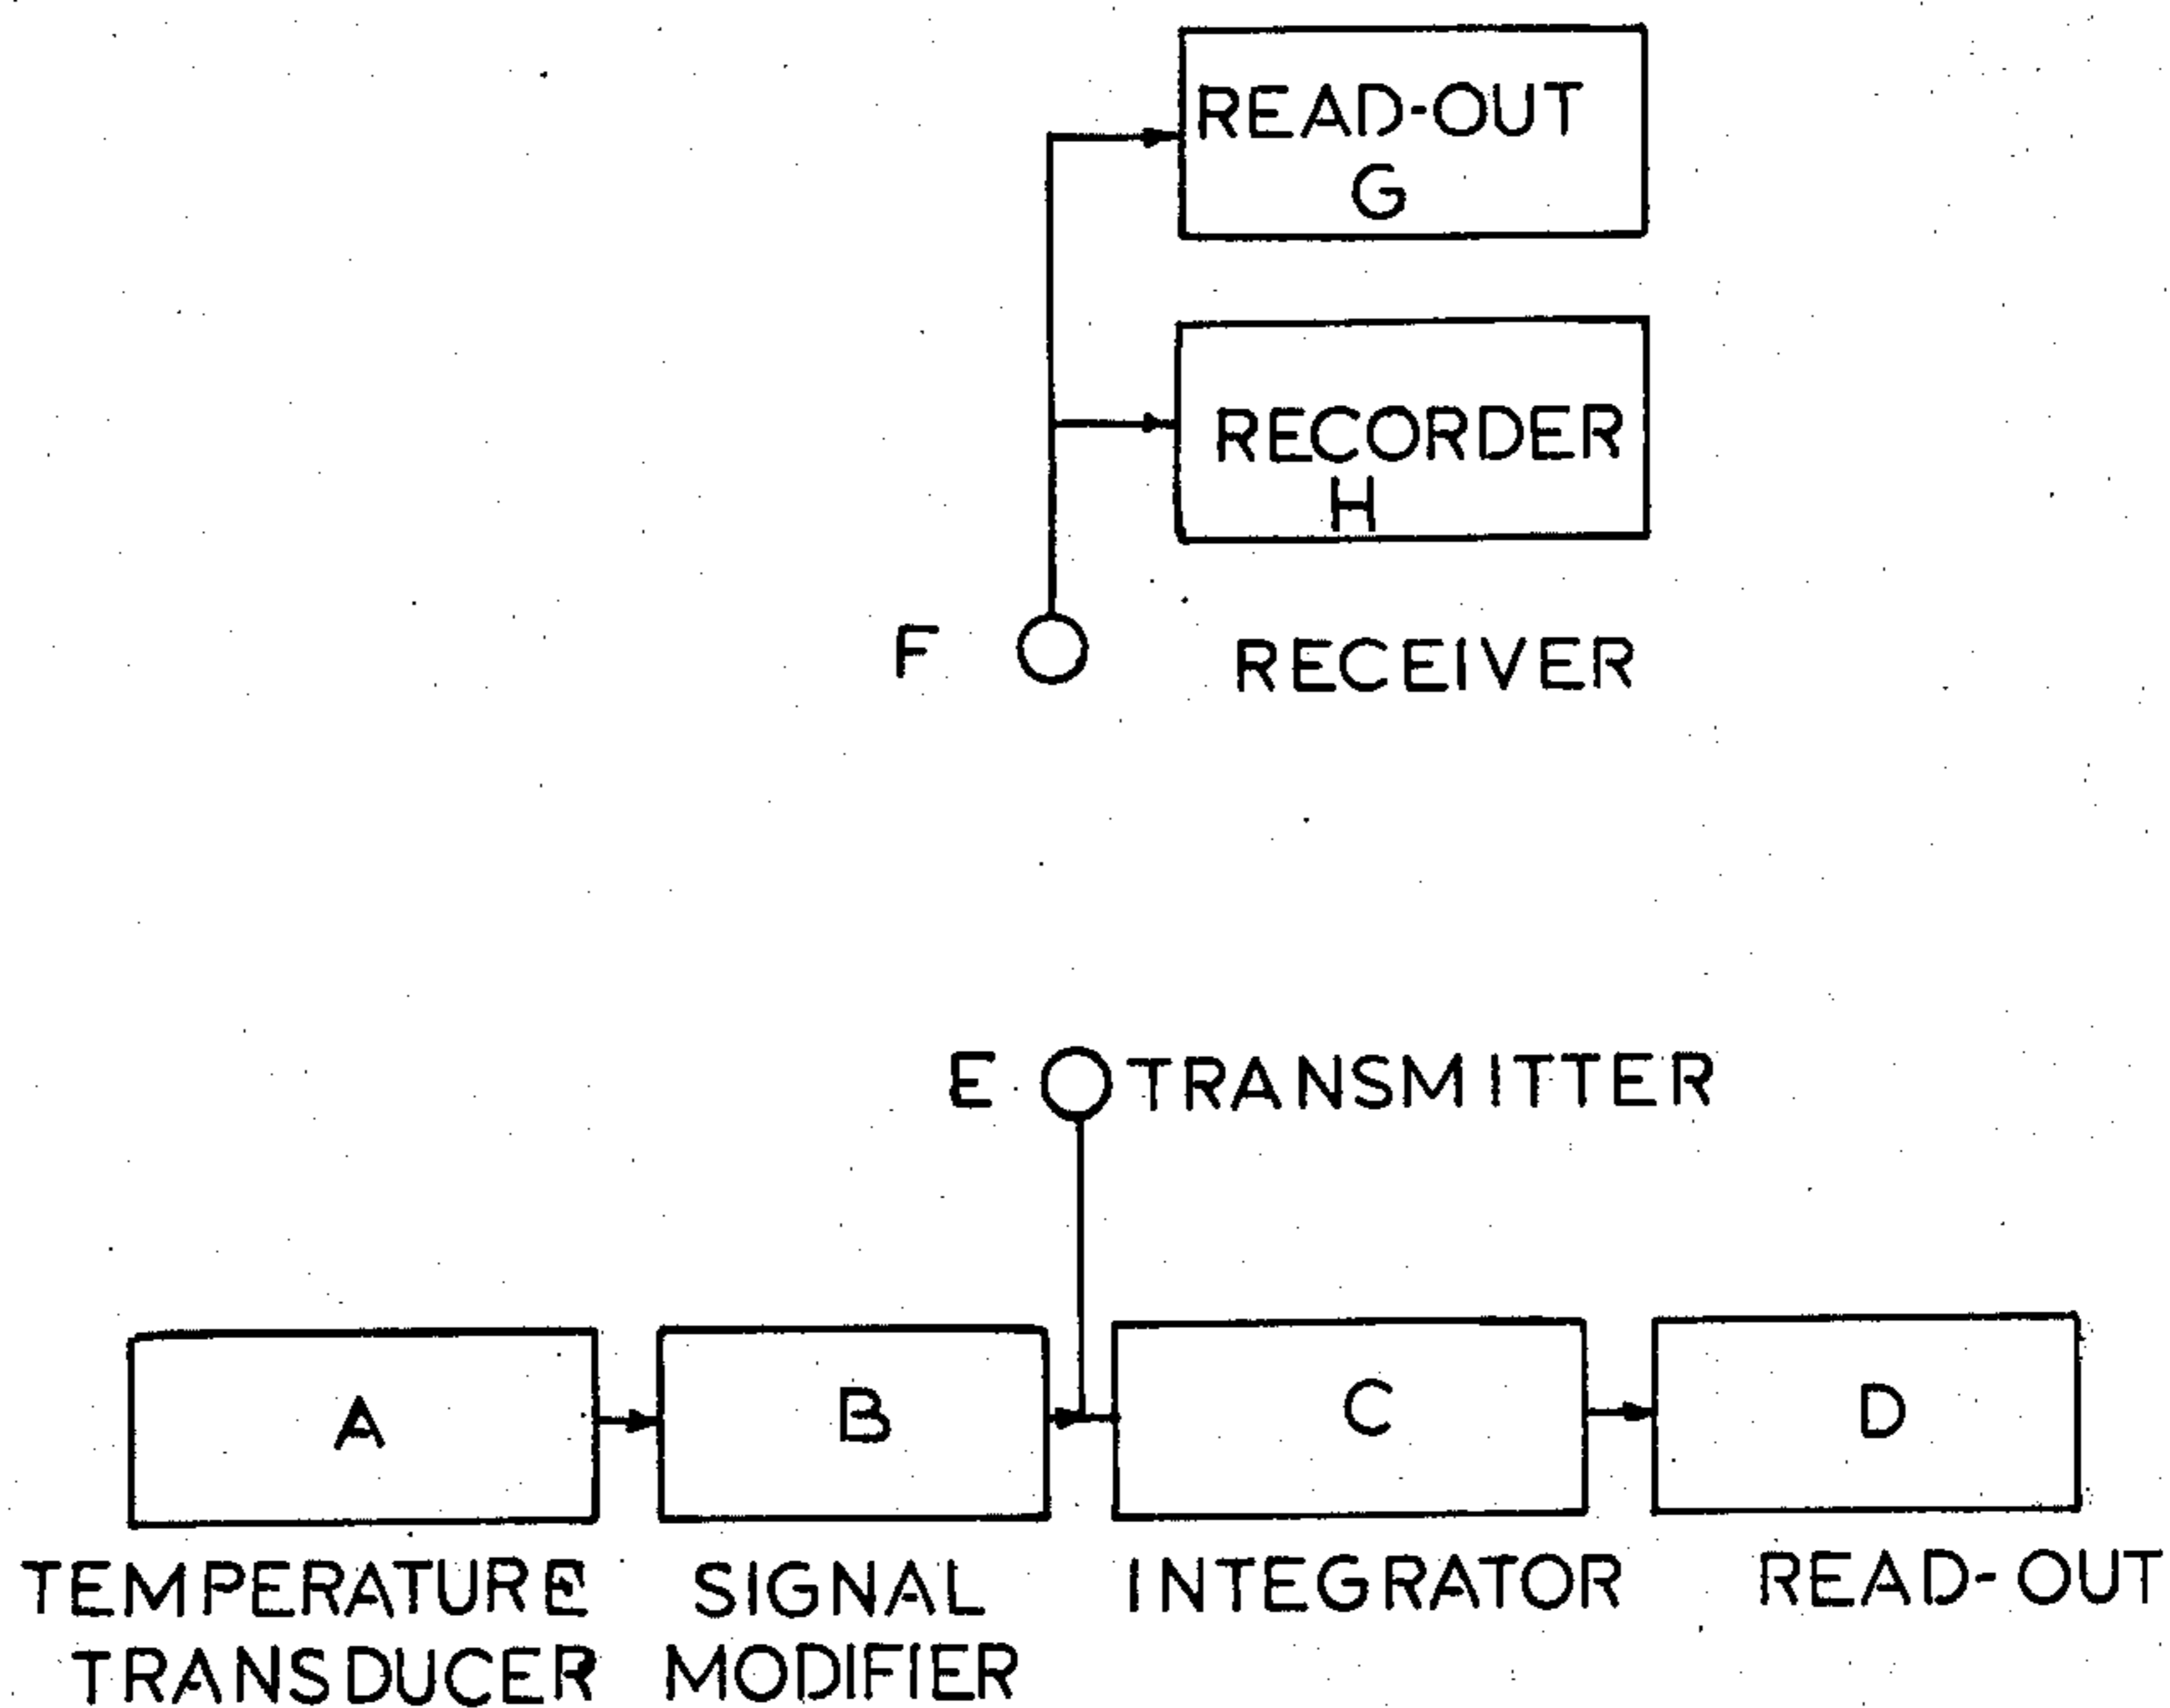 READ-OUT
G
RECORDER
H
F RECEIVER
E TRANSMITTER
A B C D
TEMPERATURE SIGNAL INTEGRATOR READ-OUT
TRANSDUCER MODIFIER